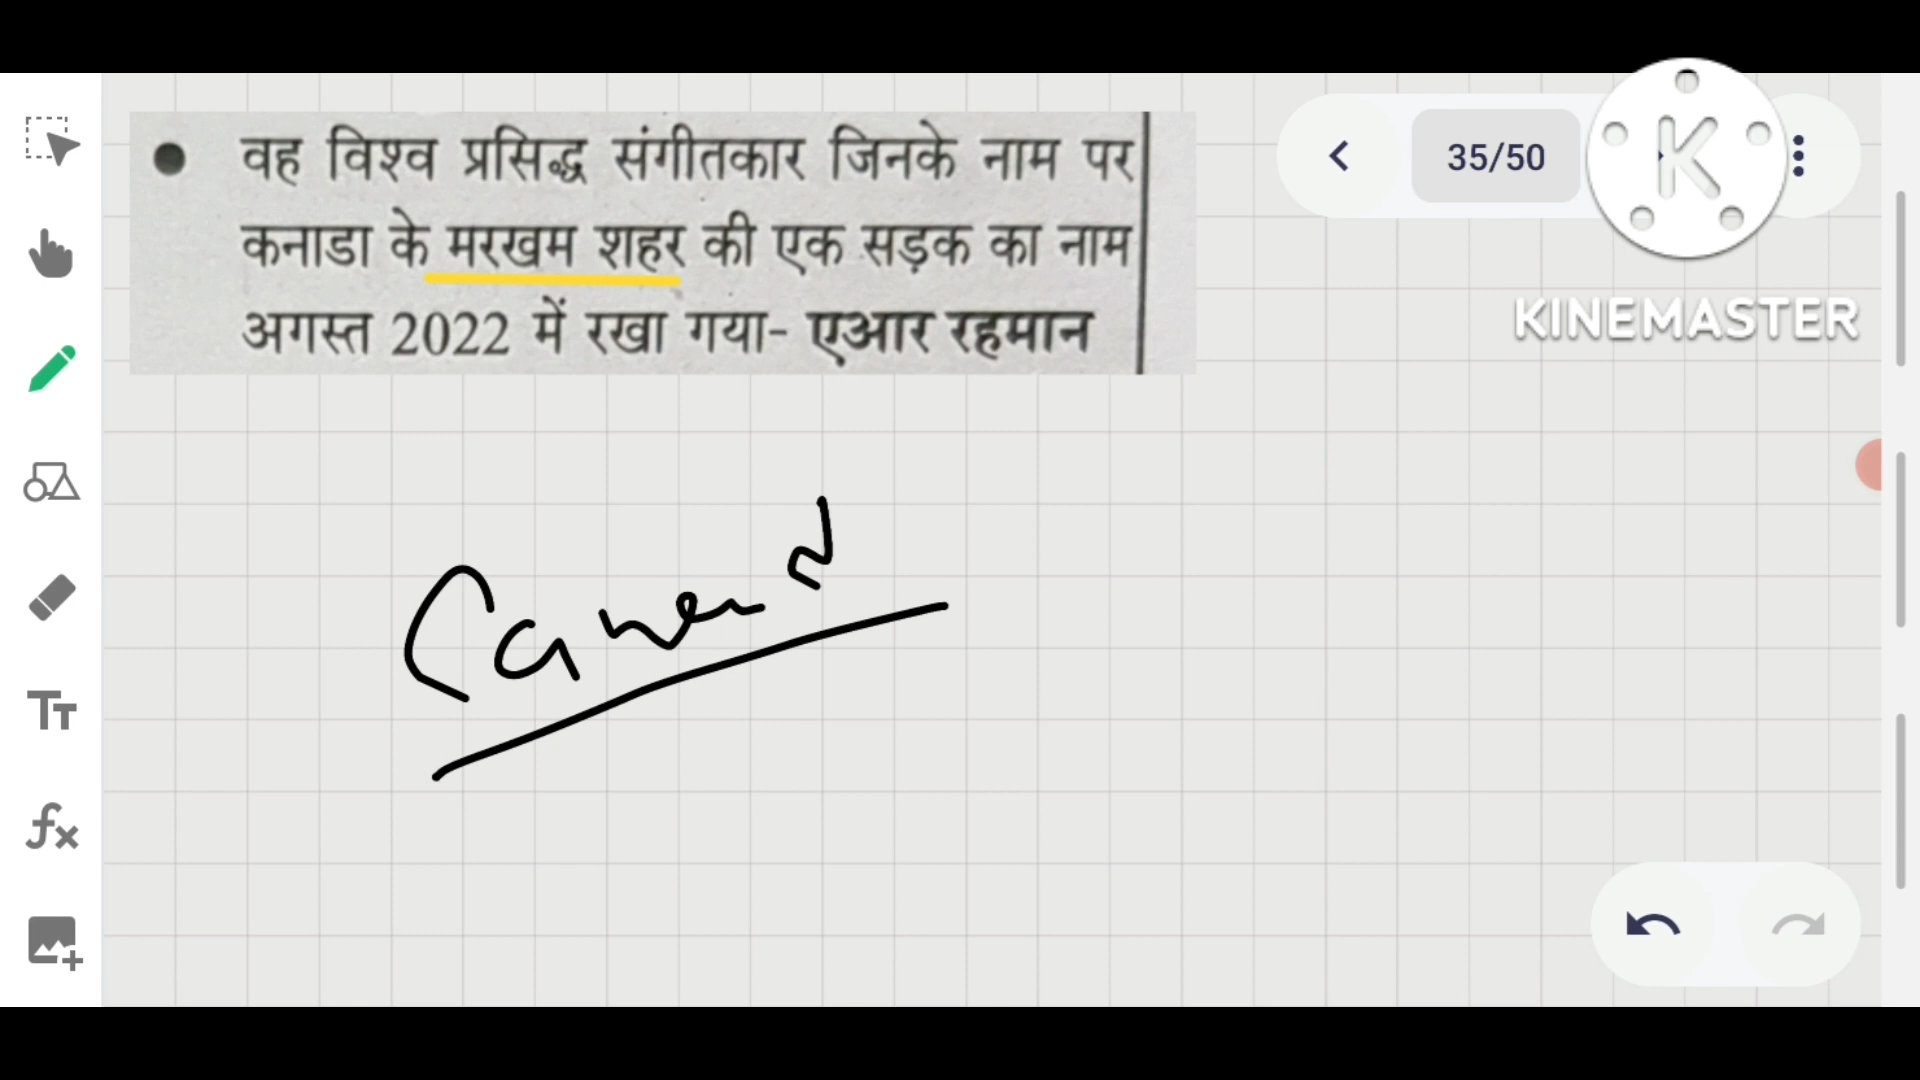 वह विश्व प्रसिद्ध संगीतकार जिनके नाम पर
कनाडा के मरखम शहर की एक सड़क का नाम
अगस्त 2022 में रखा गया- एआर रहमान
35/50
KINEMASTER